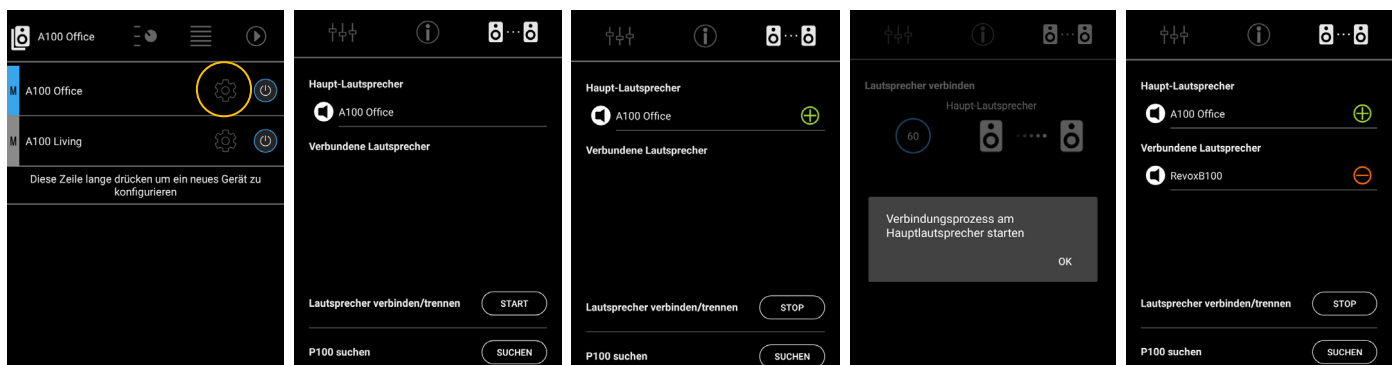 A100 Office
M A100 Office
M A100 Living
Diese Zeile lange drücken um ein neues Gerät zu
konfigurieren
Haupt-Lautsprecher
A100 Office
Verbundene Lautsprecher
Lautsprecher verbinden/trennen START
P100 suchen SUCHEN
Haupt-Lautsprecher
A100 Office
Verbundene Lautsprecher
Lautsprecher verbinden/trennen STOP
P100 suchen SUCHEN
Lautsprecher verbinden
Haupt-Lautsprecher
60
Verbindungsprozess am
Hauptlautsprecher starten
OK
Haupt-Lautsprecher
A100 Office
Verbundene Lautsprecher
RevoxB100
Lautsprecher verbinden/trennen STOP
P100 suchen SUCHEN